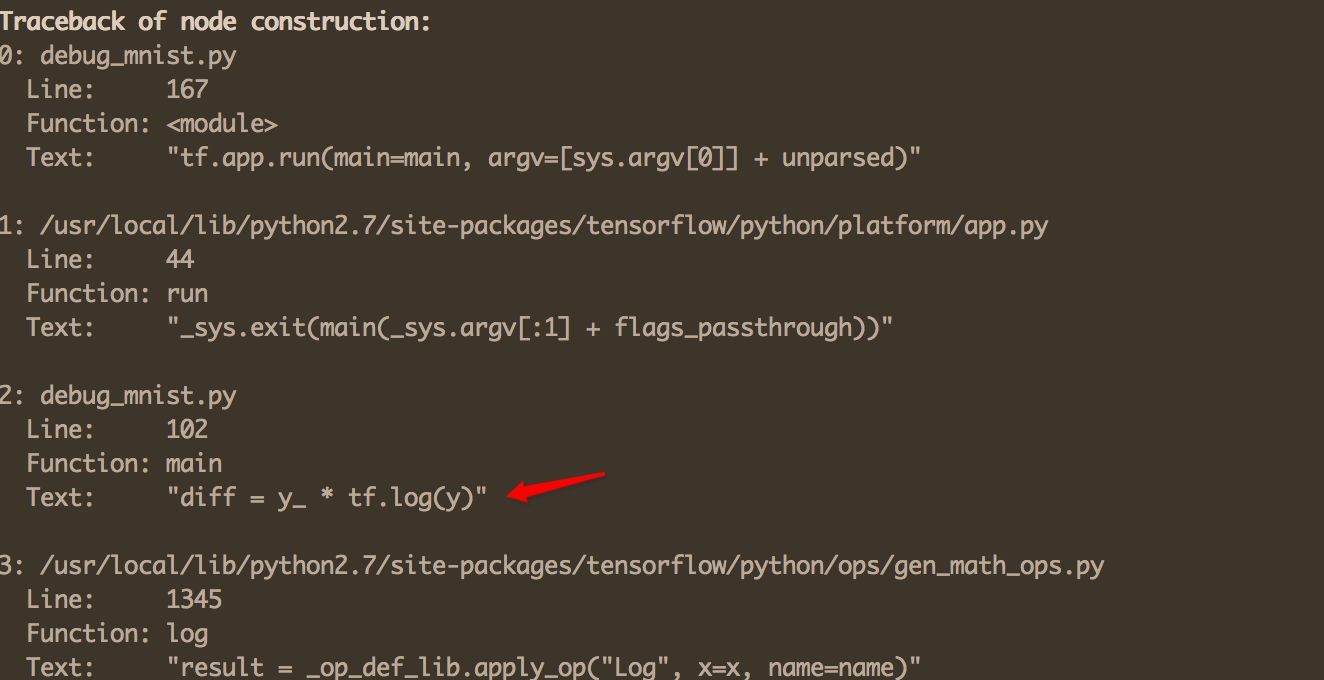 Traceback of node construction:
0: debug_mnist.py
Line: 167
Function: <module>
Text: "tf.app.run(main=main, argv=[sys.argv[0]] + unparsed)"
1: /usr/local/lib/python2.7/site-packages/tensorflow/python/platform/app.py
Line: 44
Function: run
Text: "_sys.exit(main(_sys.argv[:1] + flags_passthrough))"
2: debug_mnist.py
Line: 102
Function: main
Text: "diff = y_ * tf.log(y)"
3: /usr/local/lib/python2.7/site-packages/tensorflow/python/ops/gen_math_ops.py
Line: 1345
Function: log
Text: "result = _op_def_lib.apply_op("Log", x=x, name=name)"